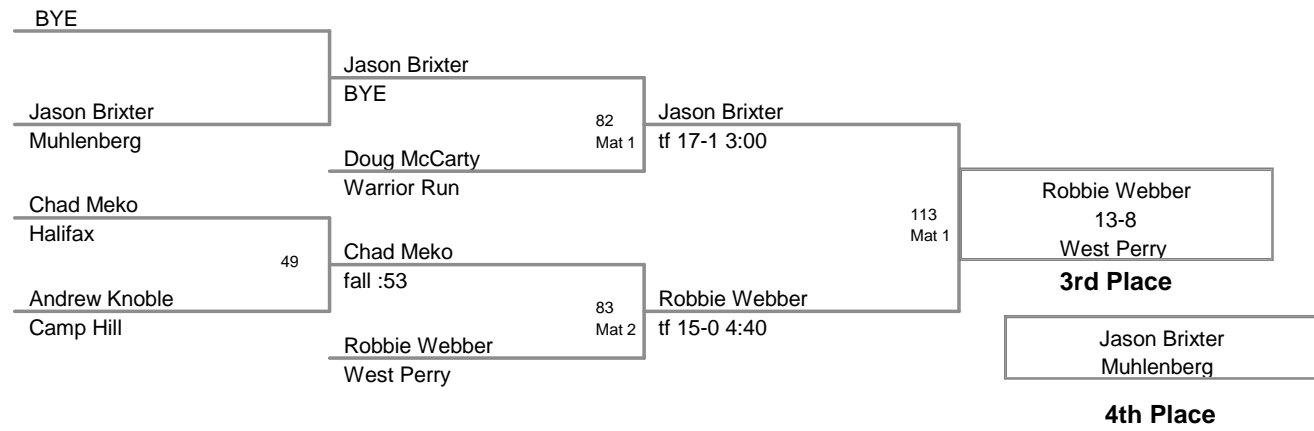 BYE
Jason Brixter
Muhlenberg
Chad Meko
Halifax
49
Andrew Knoble
Camp Hill
Jason Brixter
BYE
82
Mat 1
Doug McCarty
Warrior Run
Chad Meko
fall :53
83
Mat 2
Robbie Webber
West Perry
Jason Brixter
tf 17-1 3:00
113
Mat 1
Robbie Webber
tf 15-0 4:40
Robbie Webber
13-8
West Perry
3rd Place
Jason Brixter
Muhlenberg
4th Place